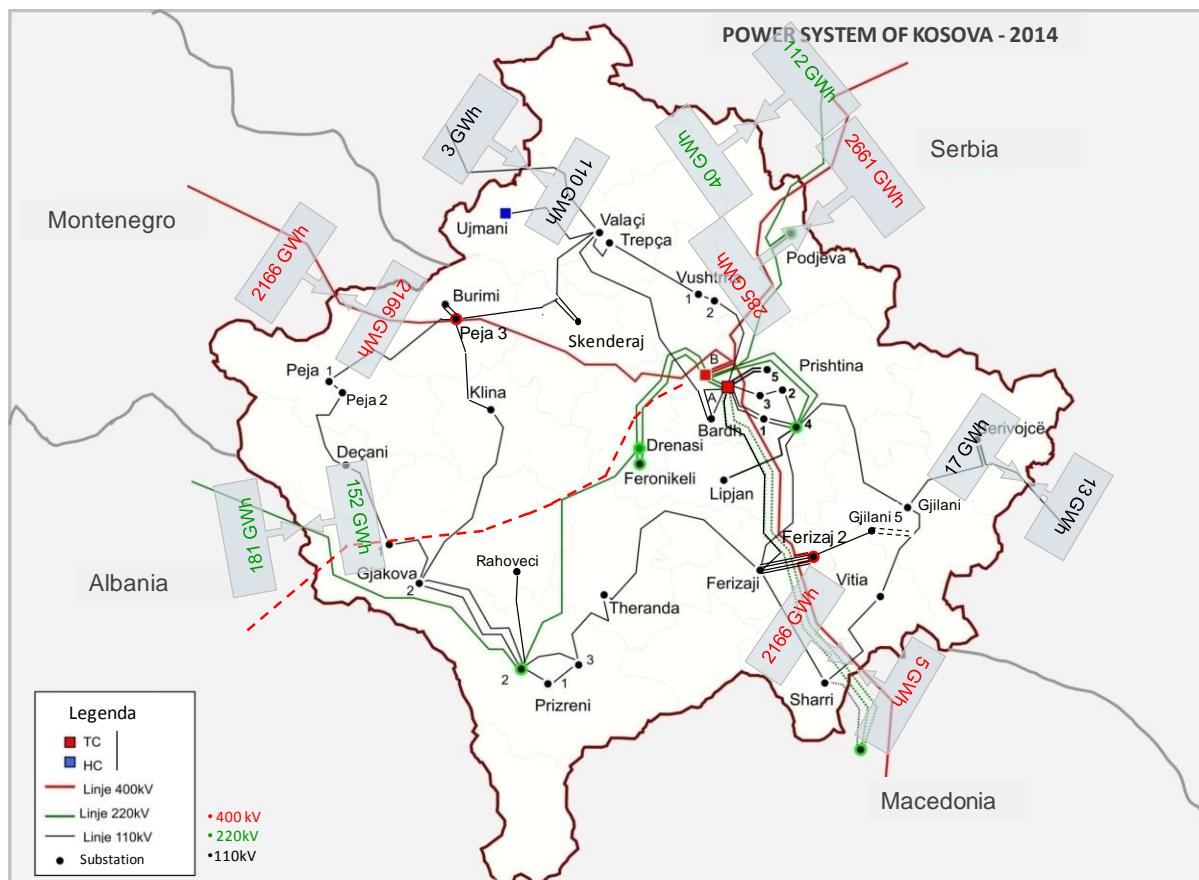 POWER SYSTEM OF KOSOVA - 2014
112 GWh
3 GWh
40 GWh
2661 GWh
Serbia
110 GWh
Montenegro
Ujmani
Valaçi
Trepça
Podjeva
2166 GWh
2166 GWh
285 GWh
Burimi
Vushtrria
1
2
Peja 3
Skenderaj
B
Prishtina
Peja
1
Peja 2
Klina
A
5
3
2
1
4
Bardh
Drenasi
Feronikeli
Deçani
Lipjan
17 GWh
13 GWh
Gjilani
Gjilani 5
181 GWh
152 GWh
1
Ferizaj 2
Gjakova
2
Rahoveci
Ferizaji
Vitia
Albania
Theranda
2166 GWh
5 GWh
3
2
1
Prizreni
Sharri
Macedonia
Legenda
TC
HC
Linje 400kV
Linje 220kV
Linje 110kV
Substation
• 400 kV
• 220kV
•110kV